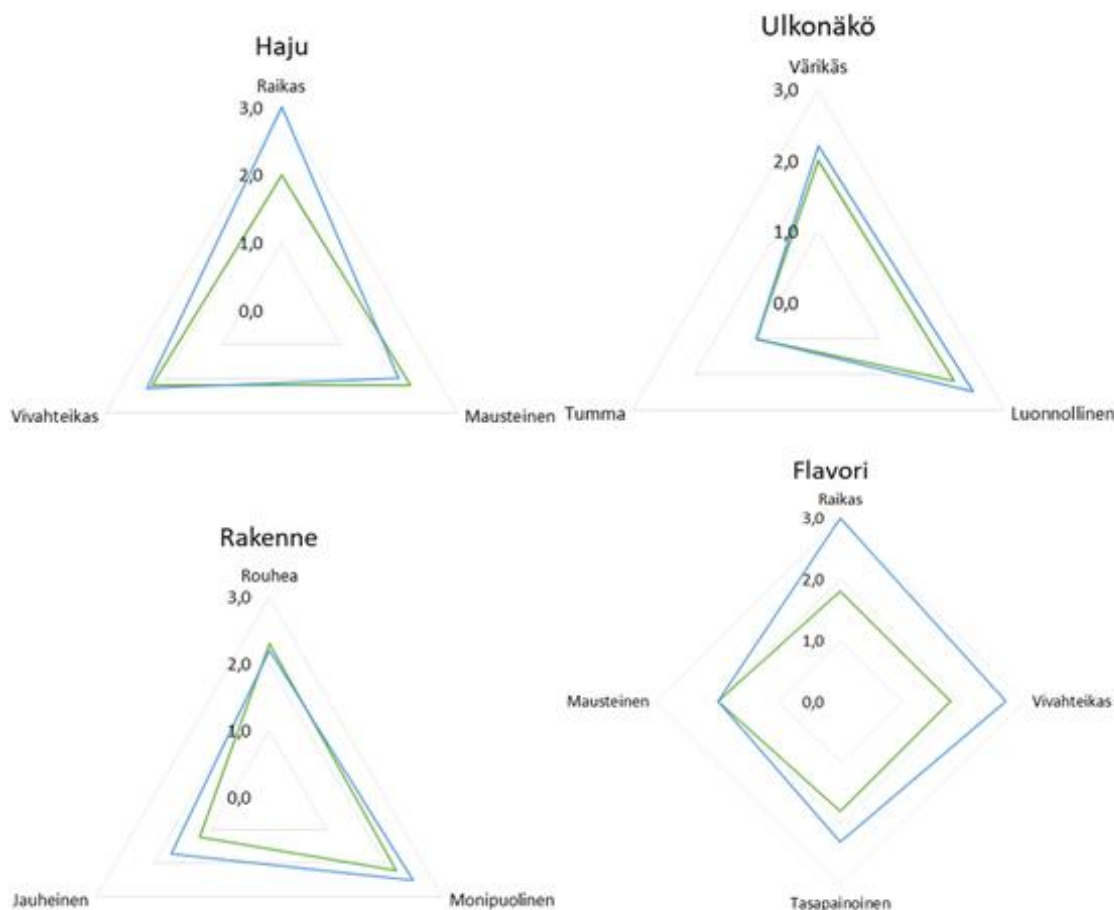 Haju
Raikas
3,0
2,0
1,0
0,0
Vivahteikas
Mausteinen
Ulkonäkö
Värikäs
3,0
2,0
1,0
0,0
Tumma
Luonnollinen
Rakenne
Rouhea
3,0
2,0
1,0
0,0
Jauheinen
Monipuolinen
Flavori
Raikas
3,0
2,0
1,0
0,0
Mausteinen
Vivahteikas
Tasapainoinen